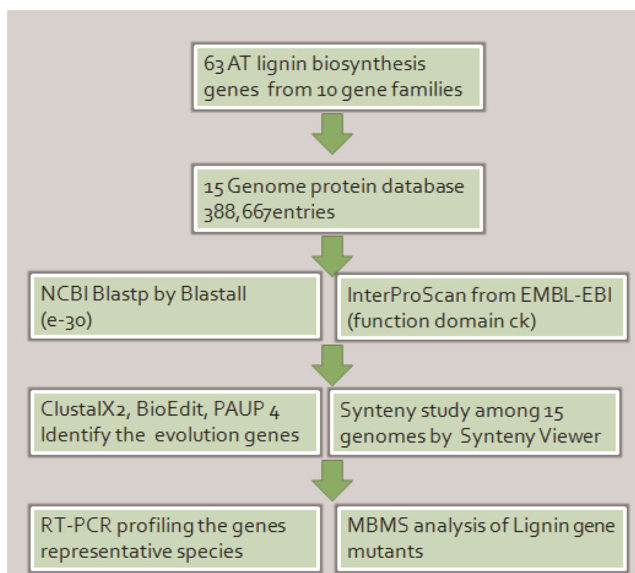 63 AT lignin biosynthesis
genes from 10 gene families
15 Genome protein database
388,667entries
NCBI Blastp by Blastall
(e-30)
InterProScan from EMBL-EBI
(function domain ck)
ClustalX2, BioEdit, PAUP 4
Identify the evolution genes
Synteny study among 15
genomes by Synteny Viewer
RT-PCR profiling the genes
representative species
MBMS analysis of Lignin gene
mutants